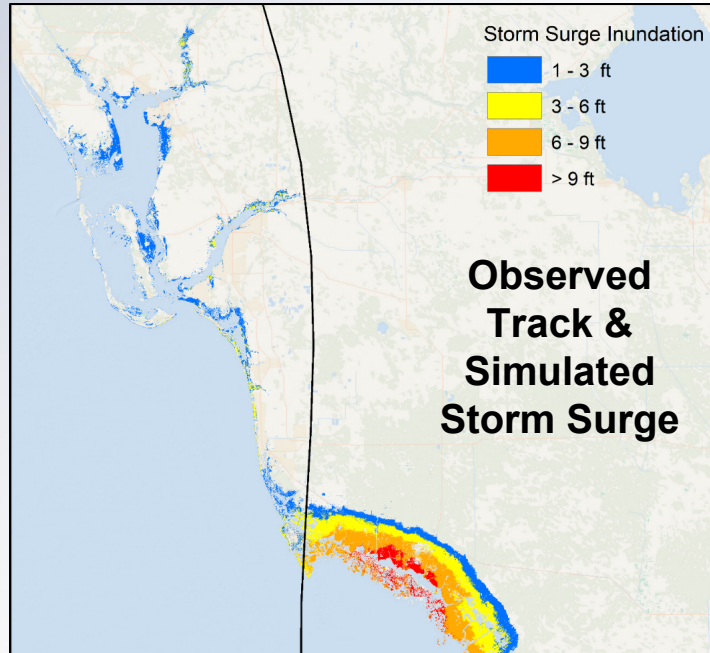 Storm Surge Inundation
1 - 3 ft
3 - 6 ft
6 - 9 ft
> 9 ft
Observed
Track &
Simulated
Storm Surge